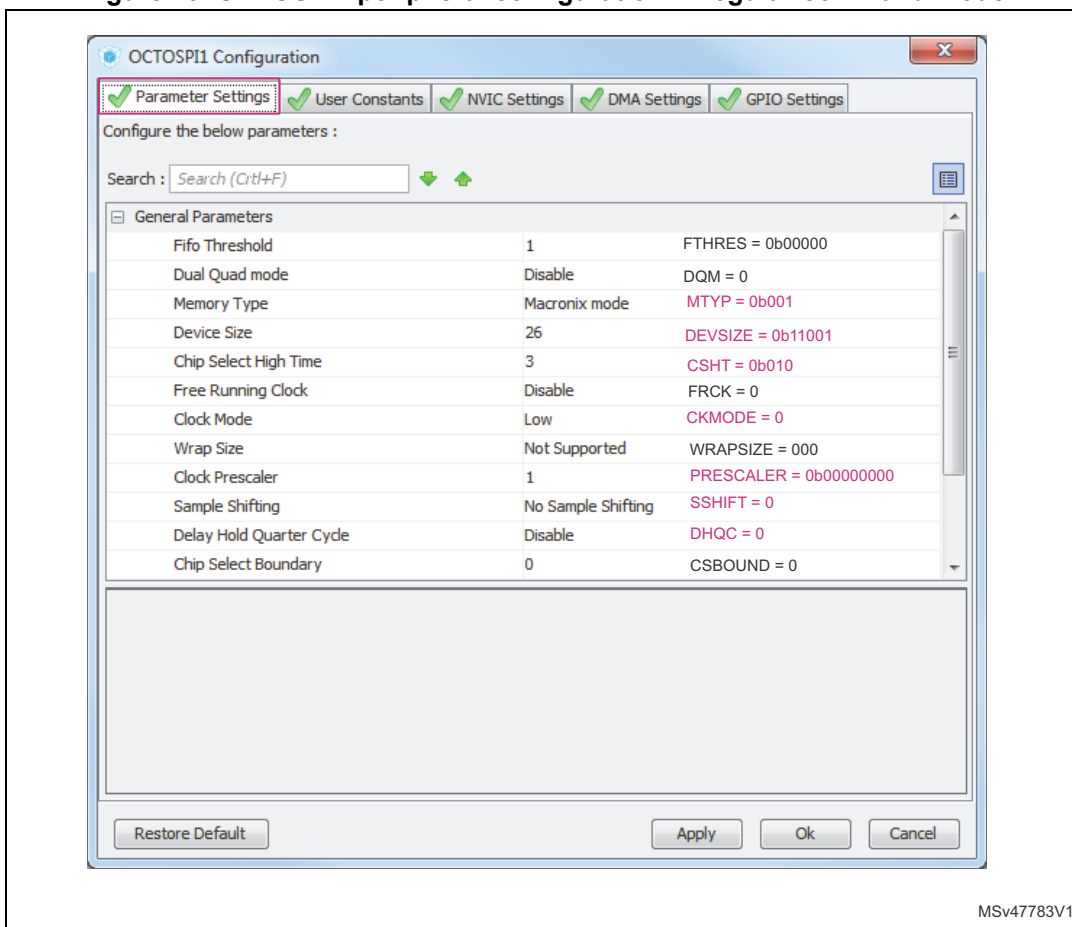 OCTOSPI1 Configuration
Parameter Settings User Constants NVIC Settings DMA Settings GPIO Settings
Configure the below parameters :
Search : Search (Crtl+F)
General Parameters
Fifo Threshold 1 FTHRES = 0b00000
Dual Quad mode Disable DQM = 0
Memory Type Macronix mode MTYP = 0b001
Device Size 26 DEVSIZE = 0b11001
Chip Select High Time 3 CSHT = 0b010
Free Running Clock Disable FRCK = 0
Clock Mode Low CKMODE = 0
Wrap Size Not Supported WRAPSIZE = 000
Clock Prescaler 1 PRESCALER = 0b00000000
Sample Shifting No Sample Shifting SSHIFT = 0
Delay Hold Quarter Cycle Disable DHQC = 0
Chip Select Boundary 0 CSBOUND = 0
Restore Default Apply Ok Cancel
MSv47783V1